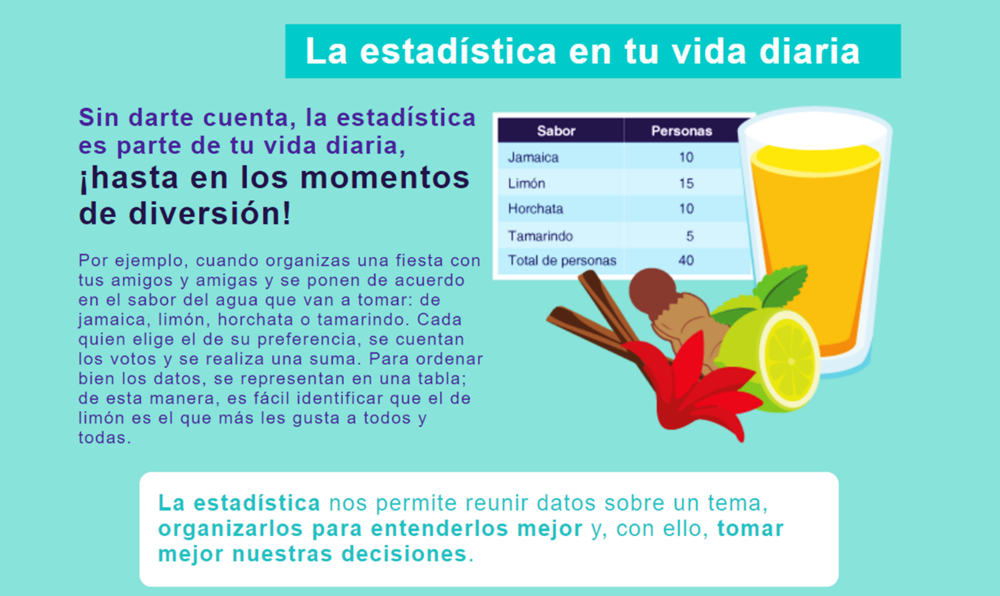 La estadística en tu vida diaria
Sin darte cuenta, la estadística
es parte de tu vida diaria,
¡hasta en los momentos
de diversión!
Por ejemplo, cuando organizas una fiesta con
tus amigos y amigas y se ponen de acuerdo
en el sabor del agua que van a tomar: de
jamaica, limón, horchata o tamarindo. Cada
quien elige el de su preferencia, se cuentan
los votos y se realiza una suma. Para ordenar
bien los datos, se representan en una tabla;
de esta manera, es fácil identificar que el de
limón es el que más les gusta a todos y
todas.
Sabor Personas
Jamaica 10
Limón 15
Horchata 10
Tamarindo 5
Total de personas 40
La estadística nos permite reunir datos sobre un tema,
organizarlos para entenderlos mejor y, con ello, tomar
mejor nuestras decisiones.